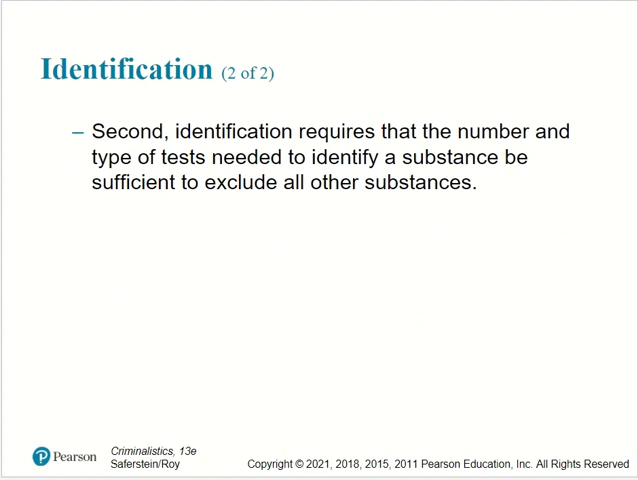 Identification (2 of 2)
– Second, identification requires that the number and
type of tests needed to identify a substance be
sufficient to exclude all other substances.
Pearson
Criminalistics, 13e
Saferstein/Roy
Copyright © 2021, 2018, 2015, 2011 Pearson Education, Inc. All Rights Reserved